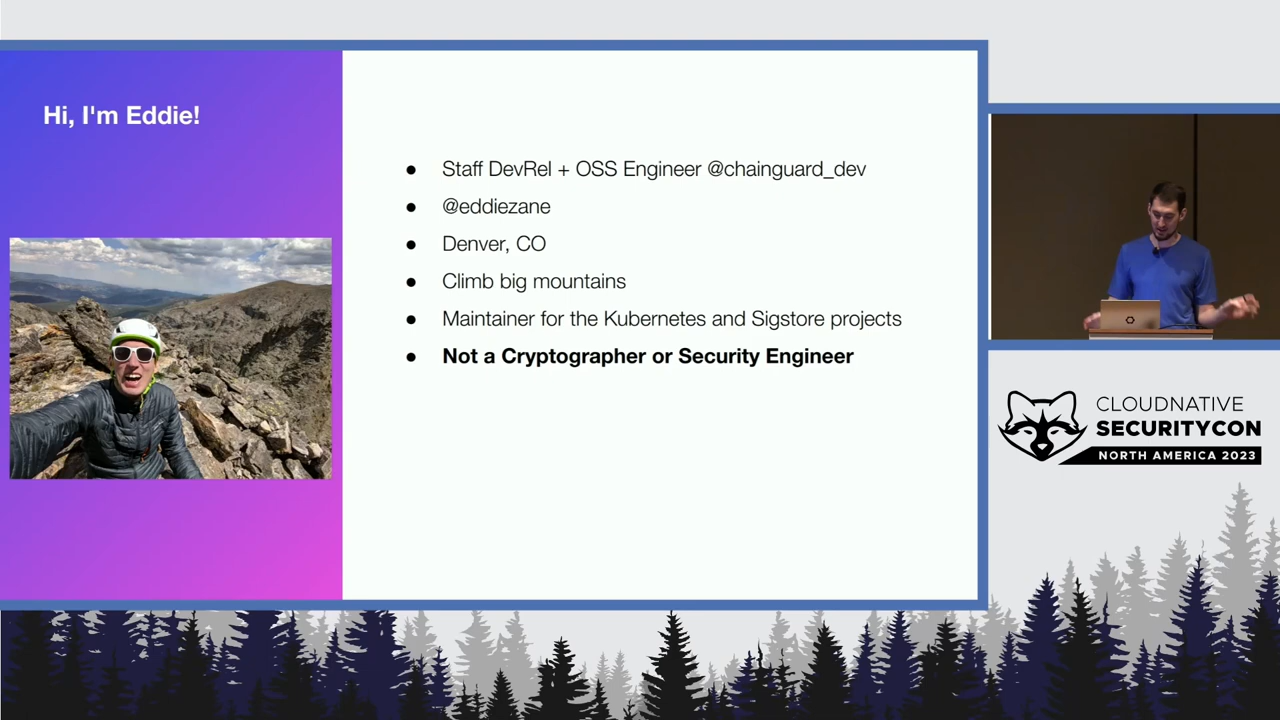 Hi, I'm Eddie!
● Staff DevRel + OSS Engineer @chainguard_dev
● @eddiezane
● Denver, CO
● Climb big mountains
● Maintainer for the Kubernetes and Sigstore projects
● Not a Cryptographer or Security Engineer
CLOUDNATIVE
SECURITYCON
NORTH AMERICA 2023